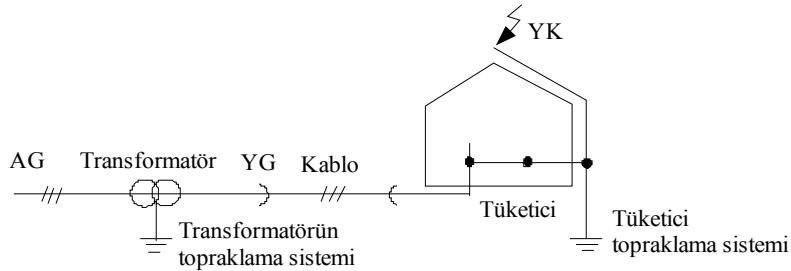 YK
AG
Transformatör
YG
Kablo
Tüketici
Transformatörün
topraklama sistemi
Tüketici
topraklama sistemi